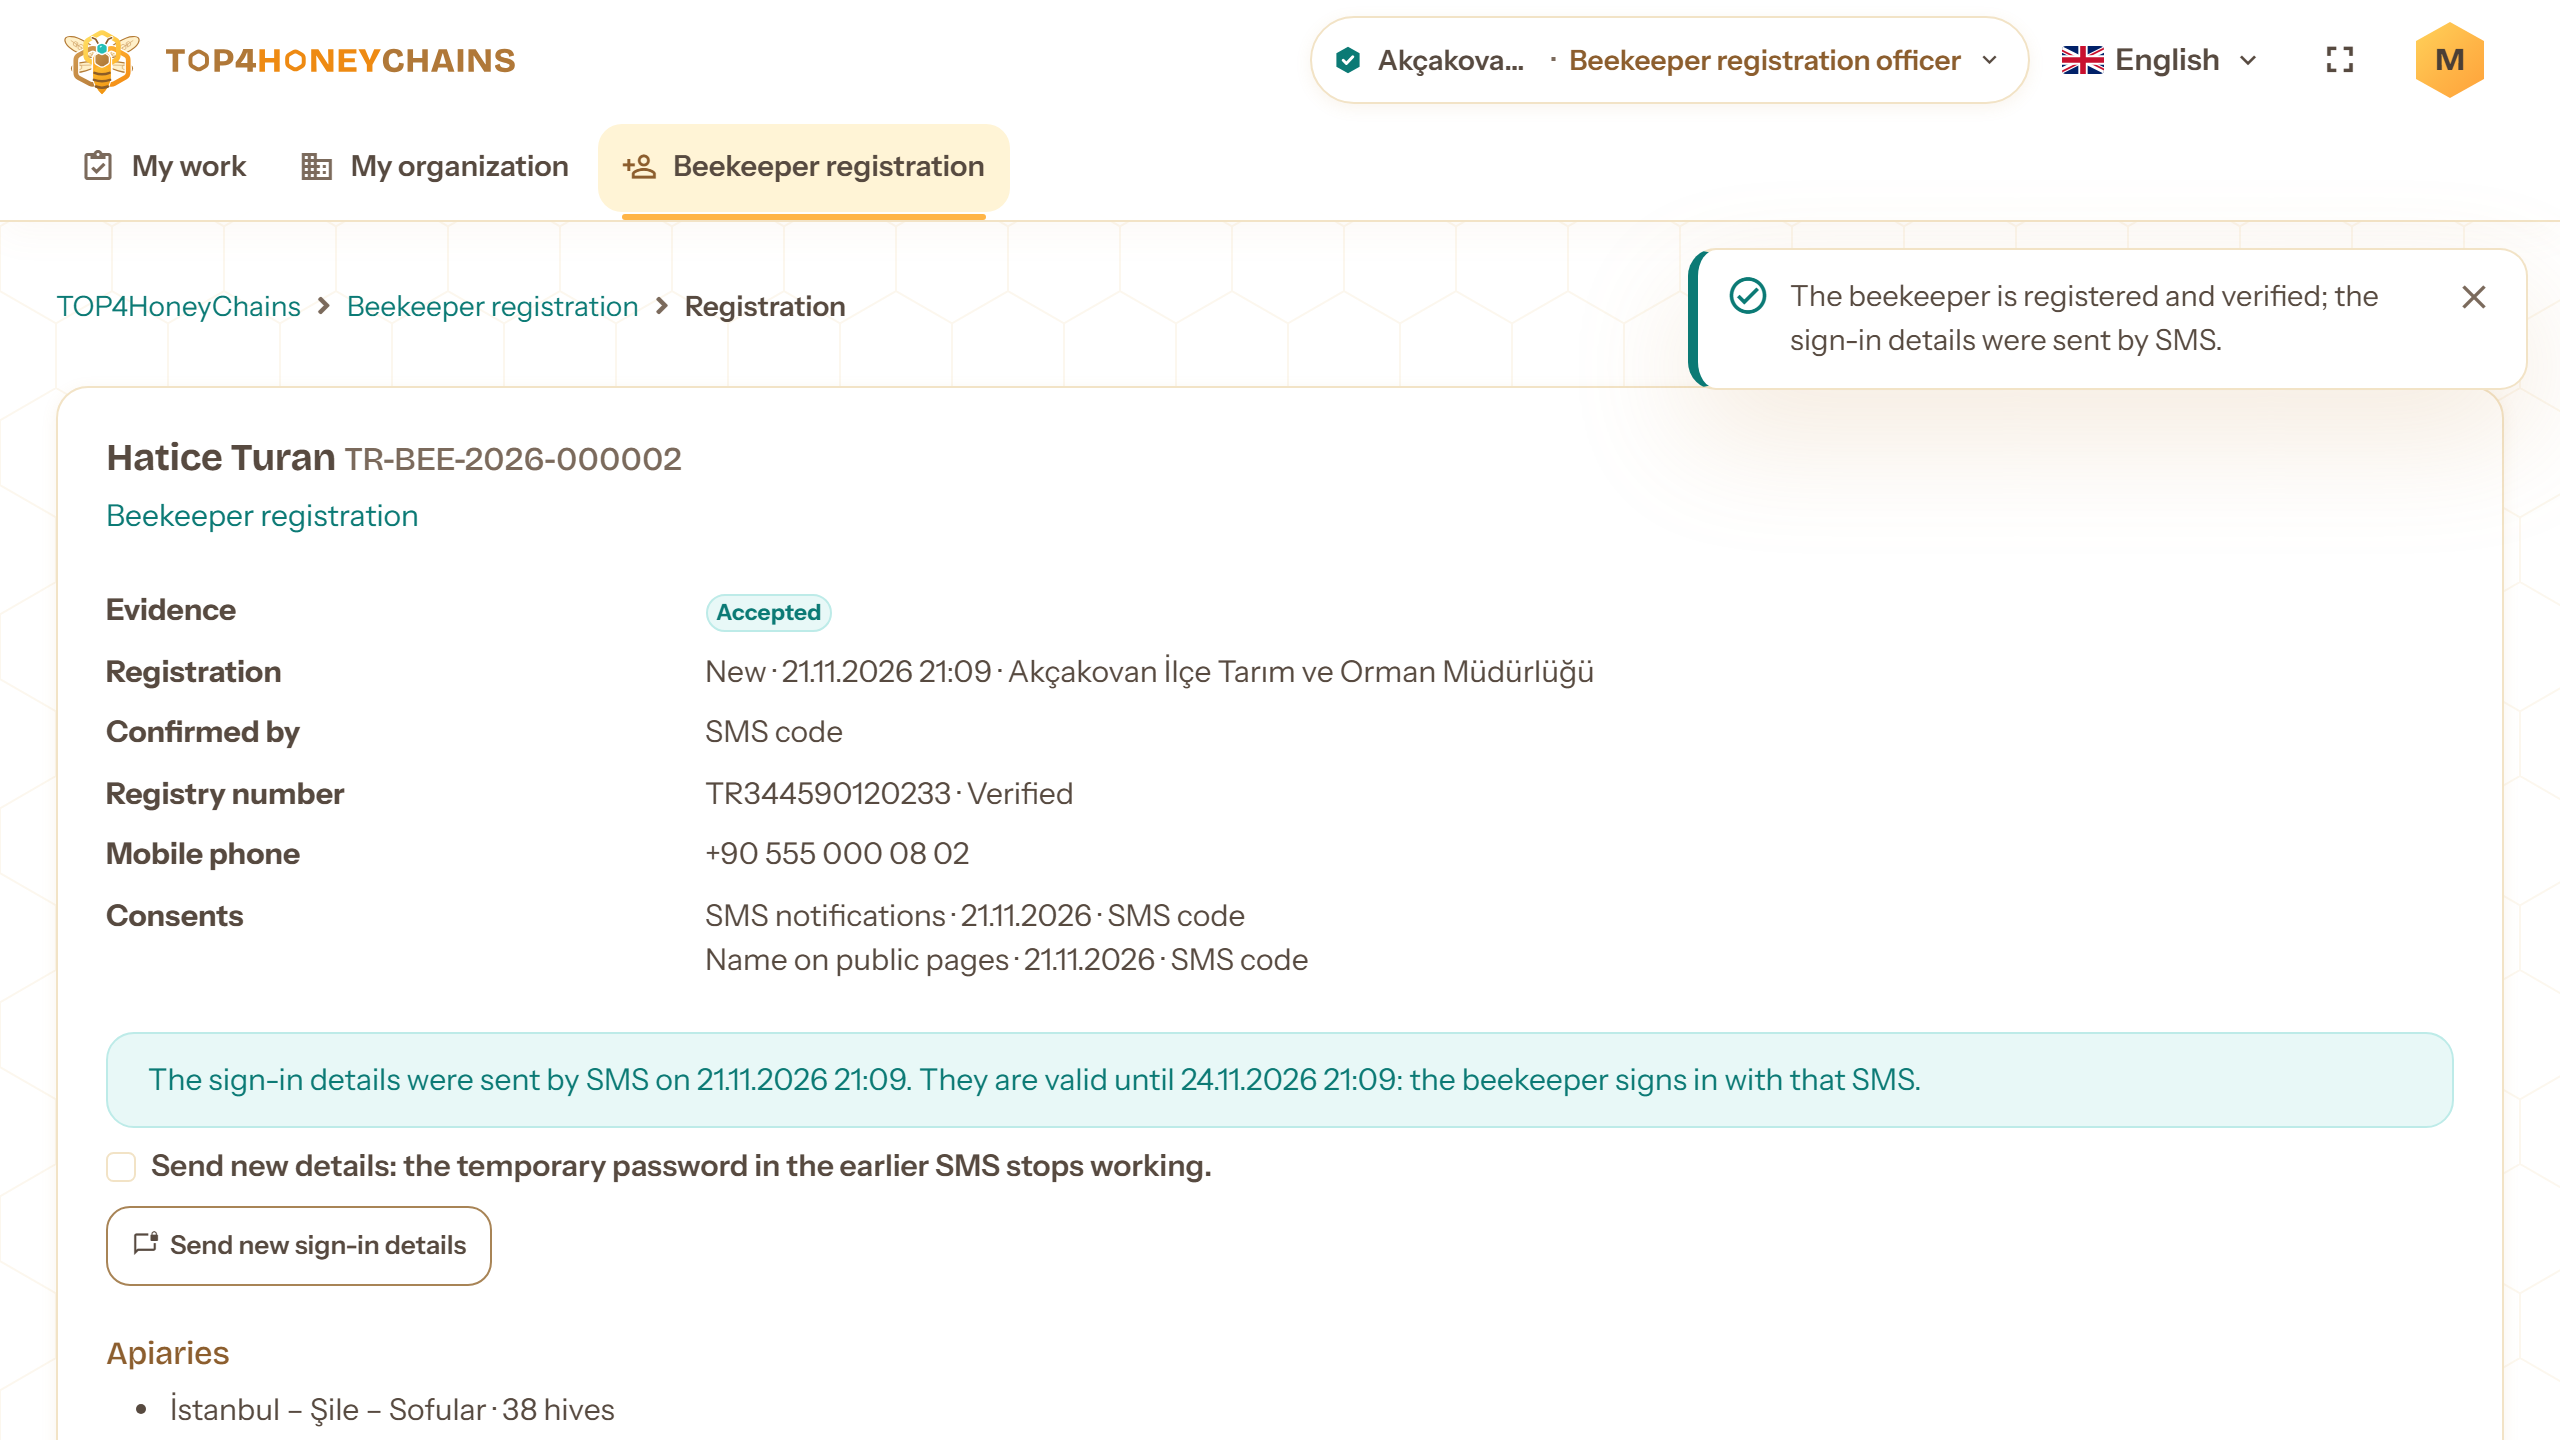 TOP4HONEYCHAINS
Akçakova... · Beekeeper registration officer
English
M
My work
My organization
Beekeeper registration
The beekeeper is registered and verified; the
sign-in details were sent by SMS.
TOP4HoneyChains > Beekeeper registration > Registration
Hatice Turan TR-BEE-2026-000002
Beekeeper registration
Evidence Accepted
Registration New · 21.11.2026 21:09 · Akçakovan İlçe Tarım ve Orman Müdürlüğü
Confirmed by SMS code
Registry number TR344590120233 · Verified
Mobile phone +90 555 000 08 02
Consents SMS notifications · 21.11.2026 · SMS code
Name on public pages · 21.11.2026 · SMS code
The sign-in details were sent by SMS on 21.11.2026 21:09. They are valid until 24.11.2026 21:09: the beekeeper signs in with that SMS.
Send new details: the temporary password in the earlier SMS stops working.
Send new sign-in details
Apiaries
• İstanbul – Şile – Sofular · 38 hives